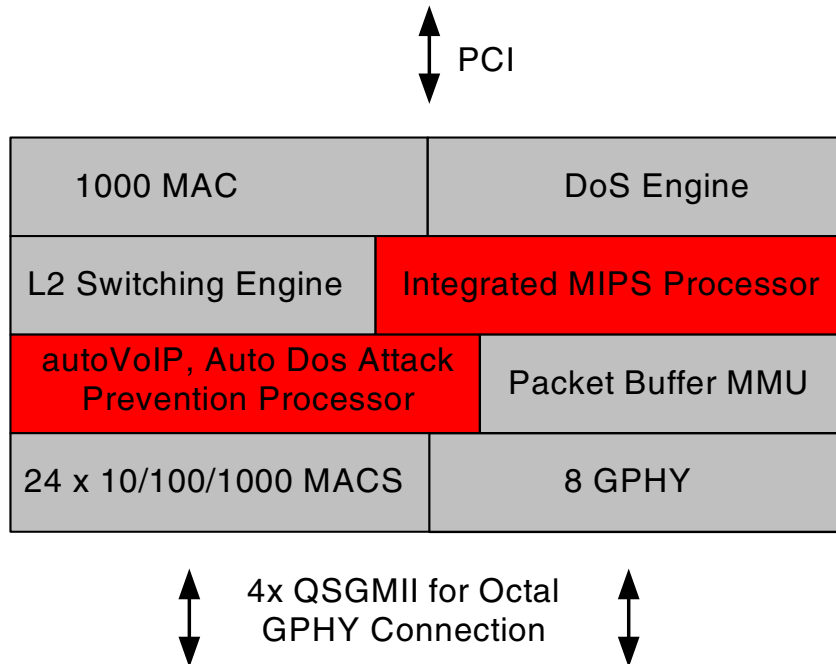 PCI
1000 MAC
DoS Engine
L2 Switching Engine
Integrated MIPS Processor
autoVoIP, Auto Dos Attack
Prevention Processor
Packet Buffer MMU
24 x 10/100/1000 MACS
8 GPHY
4x QSGMII for Octal
GPHY Connection